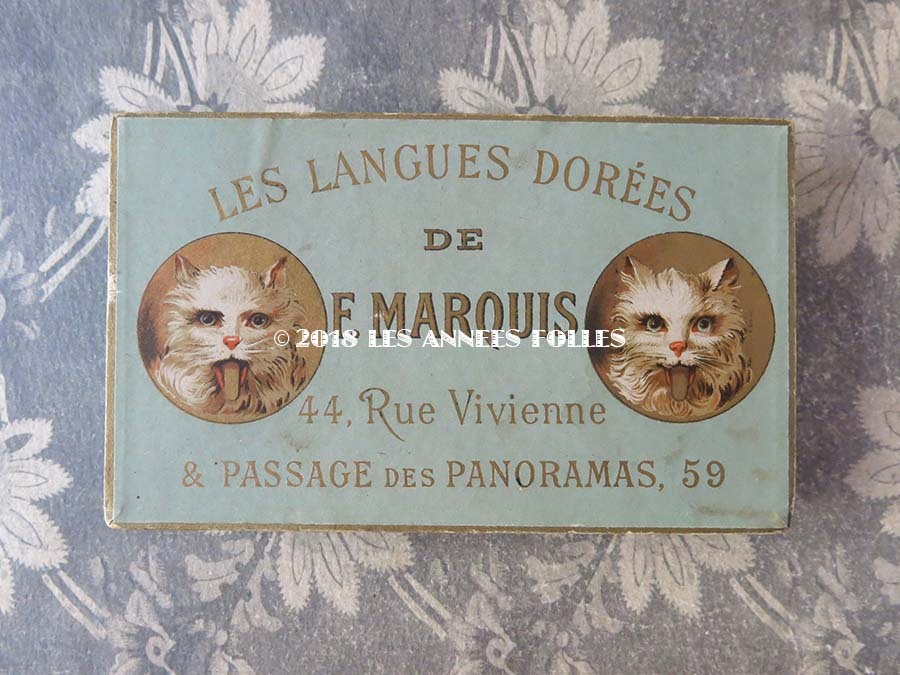 LES LANGUES DORÉES
DE
F. MARQUIS
© 2018 LES ANNEES FOLLES
44, Rue Vivienne
& PASSAGE DES PANORAMAS, 59